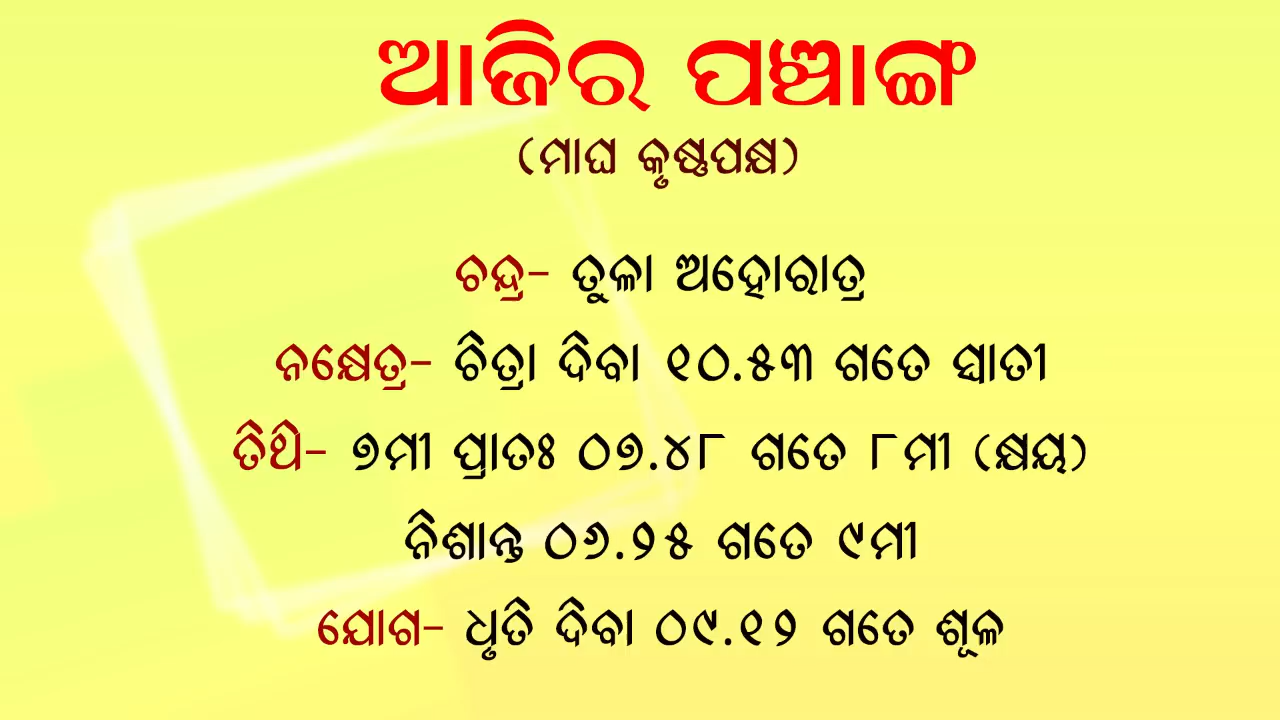 ଆଜିର ପଞ୍ଚାଙ୍ଗ
(ମାଘ କୃଷ୍ଣପକ୍ଷ)
ଚନ୍ଦ୍ର- ତୁଳା ଅହୋରାତ୍ର
ନକ୍ଷେତ୍ର- ଚିତ୍ରା ଦିବା ୧୦.୫୩ ଗତେ ସ୍ୱାତୀ
ତିଥି- ୭ମୀ ପ୍ରାତଃ ୦୭.୪୮ ଗତେ ୮ମୀ (କ୍ଷୟ)
ନିଶାନ୍ତ ୦୬.୨୫ ଗତେ ୯ମୀ
ଯୋଗ- ଧୃତି ଦିବା ୦୯.୧୨ ଗତେ ଶୂଳ